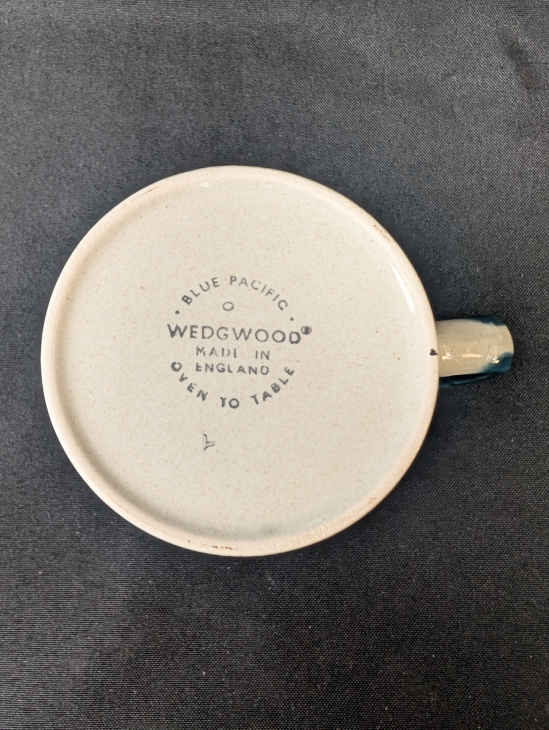 · BLUE PACIFIC ·
O
WEDGWOOD®
MADE IN
ENGLAND
OVEN TO TABLE